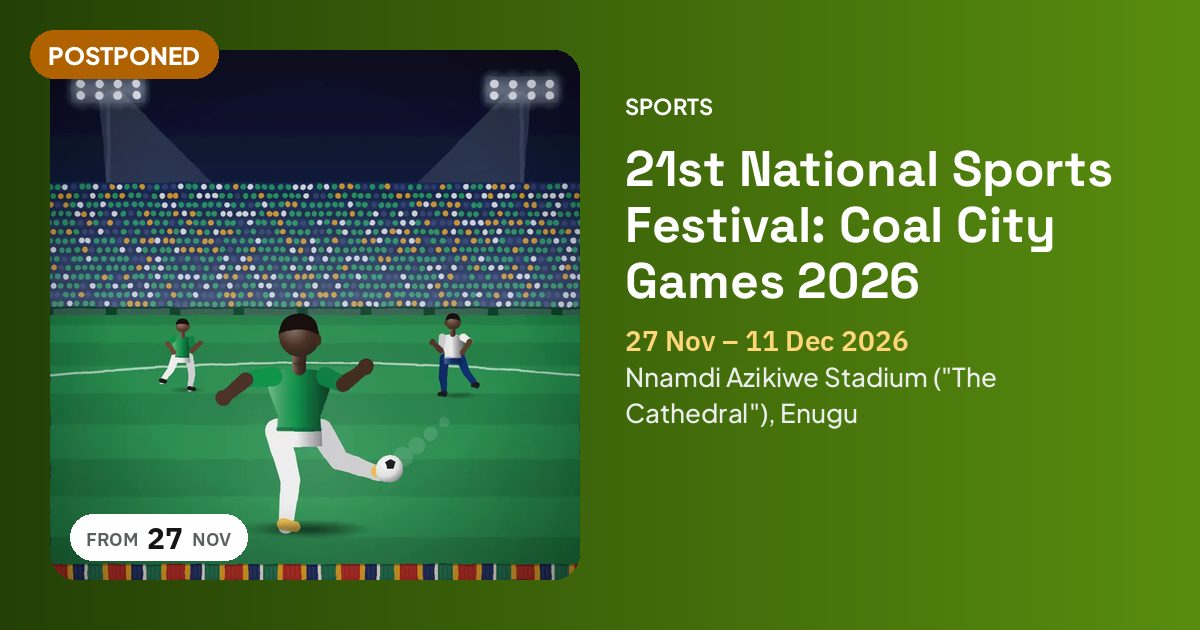 POSTPONED
FROM 27 NOV
SPORTS
21st National Sports
Festival: Coal City
Games 2026
27 Nov – 11 Dec 2026
Nnamdi Azikiwe Stadium ("The
Cathedral"), Enugu